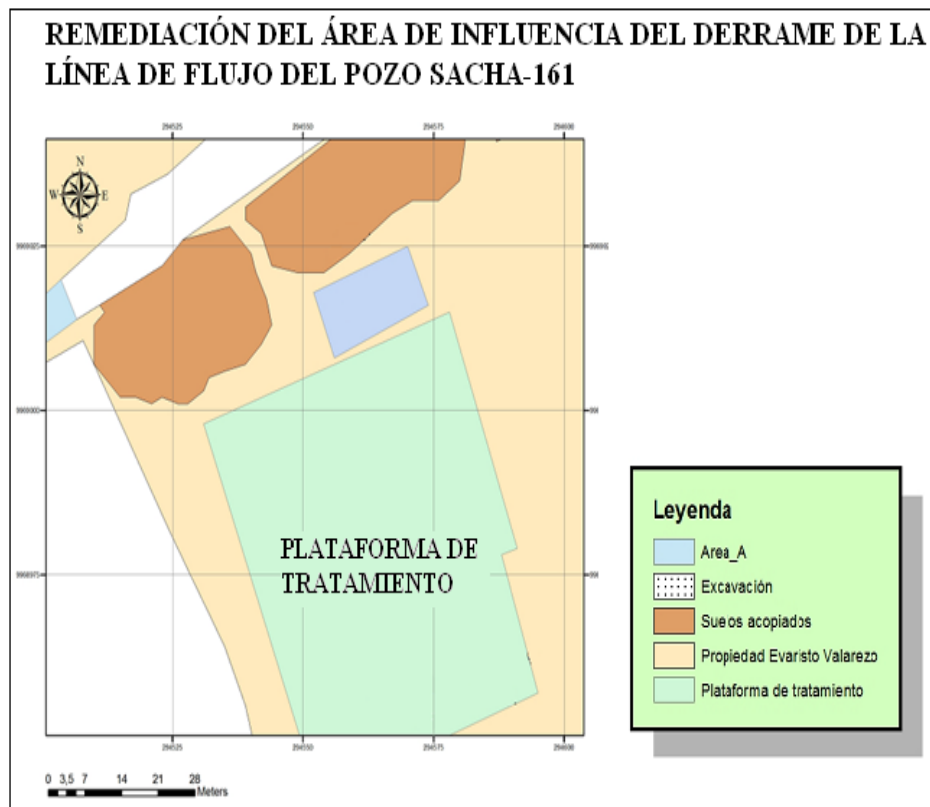 REMEDIACIÓN DEL ÁREA DE INFLUENCIA DEL DERRAME DE LA
LÍNEA DE FLUJO DEL POZO SACHA-161
294525 294550 294575 294600
N
W E
S
PLATAFORMA DE
TRATAMIENTO
294525 294550 294575 294600
0 3,5 7 14 21 28
Meters
Leyenda
Area_A
Excavación
Suelos acopiados
Propiedad Evaristo Valarezo
Plataforma de tratamiento